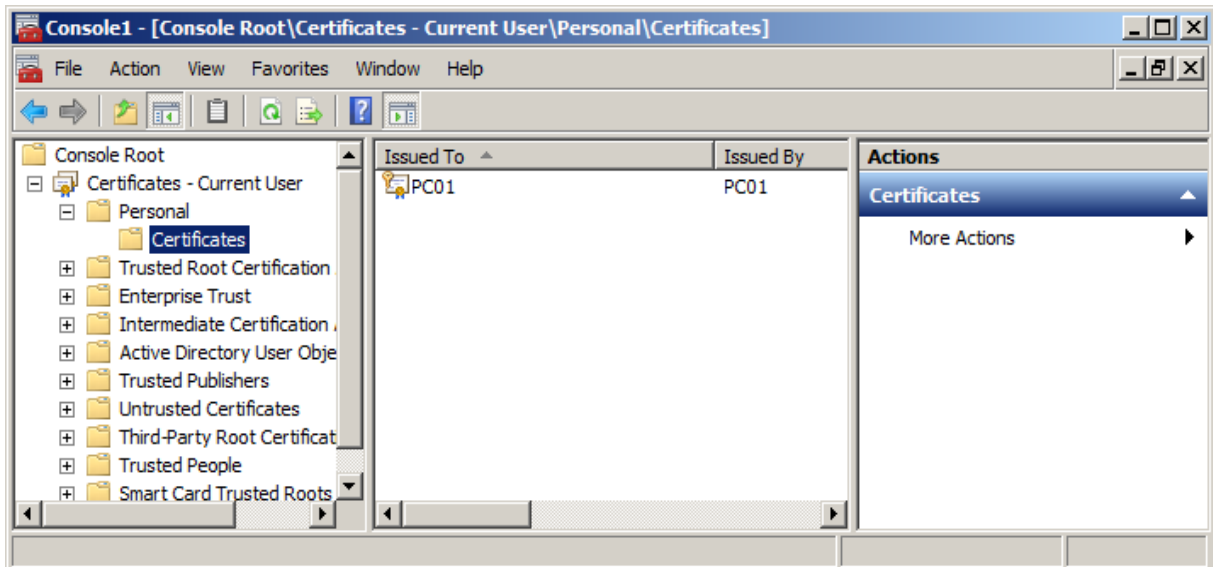 Console1 - [Console Root\Certificates - Current User\Personal\Certificates]
File Action View Favorites Window Help
Console Root
Certificates - Current User
Personal
Certificates
Trusted Root Certification
Enterprise Trust
Intermediate Certification
Active Directory User Obje
Trusted Publishers
Untrusted Certificates
Third-Party Root Certificat
Trusted People
Smart Card Trusted Roots
Issued To Issued By
PC01 PC01
Actions
Certificates
More Actions